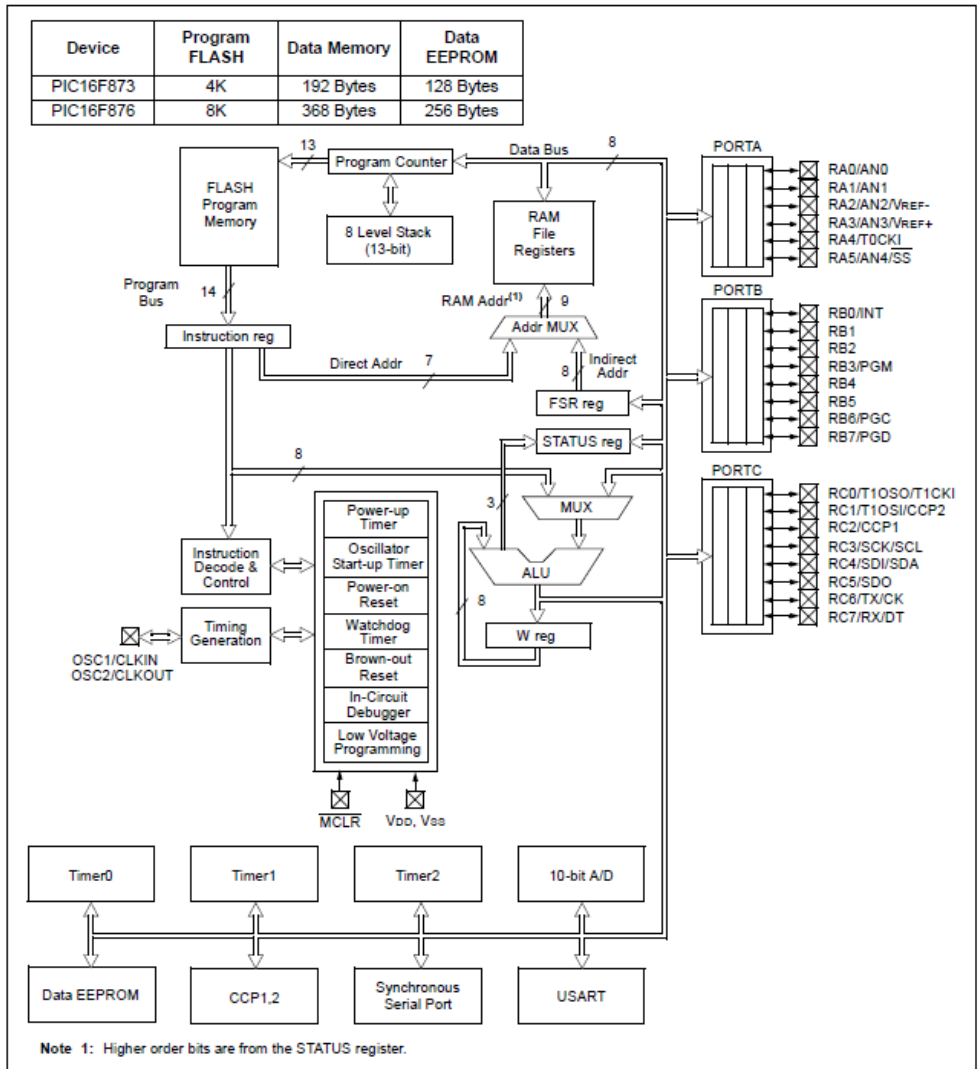 Device Program FLASH Data Memory Data EEPROM
PIC16F873 4K 192 Bytes 128 Bytes
PIC16F876 8K 368 Bytes 256 Bytes
13
Program Counter
Data Bus
8
FLASH
Program
Memory
8 Level Stack
(13-bit)
RAM
File
Registers
Program
Bus
14
RAM Addr(1)
9
Addr MUX
Instruction reg
Direct Addr
7
8
Indirect
Addr
FSR reg
STATUS reg
8
3
MUX
ALU
8
W reg
Instruction
Decode &
Control
Timing
Generation
OSC1/CLKIN
OSC2/CLKOUT
Power-up
Timer
Oscillator
Start-up Timer
Power-on
Reset
Watchdog
Timer
Brown-out
Reset
In-Circuit
Debugger
Low Voltage
Programming
MCLR
VDD, VSS
PORTA
RA0/AN0
RA1/AN1
RA2/AN2/VREF-
RA3/AN3/VREF+
RA4/T0CKI
RA5/AN4/SS
PORTB
RB0/INT
RB1
RB2
RB3/PGM
RB4
RB5
RB6/PGC
RB7/PGD
PORTC
RC0/T1OSO/T1CKI
RC1/T1OSI/CCP2
RC2/CCP1
RC3/SCK/SCL
RC4/SDI/SDA
RC5/SDO
RC6/TX/CK
RC7/RX/DT
Timer0
Timer1
Timer2
10-bit A/D
Data EEPROM
CCP1,2
Synchronous
Serial Port
USART
Note 1: Higher order bits are from the STATUS register.